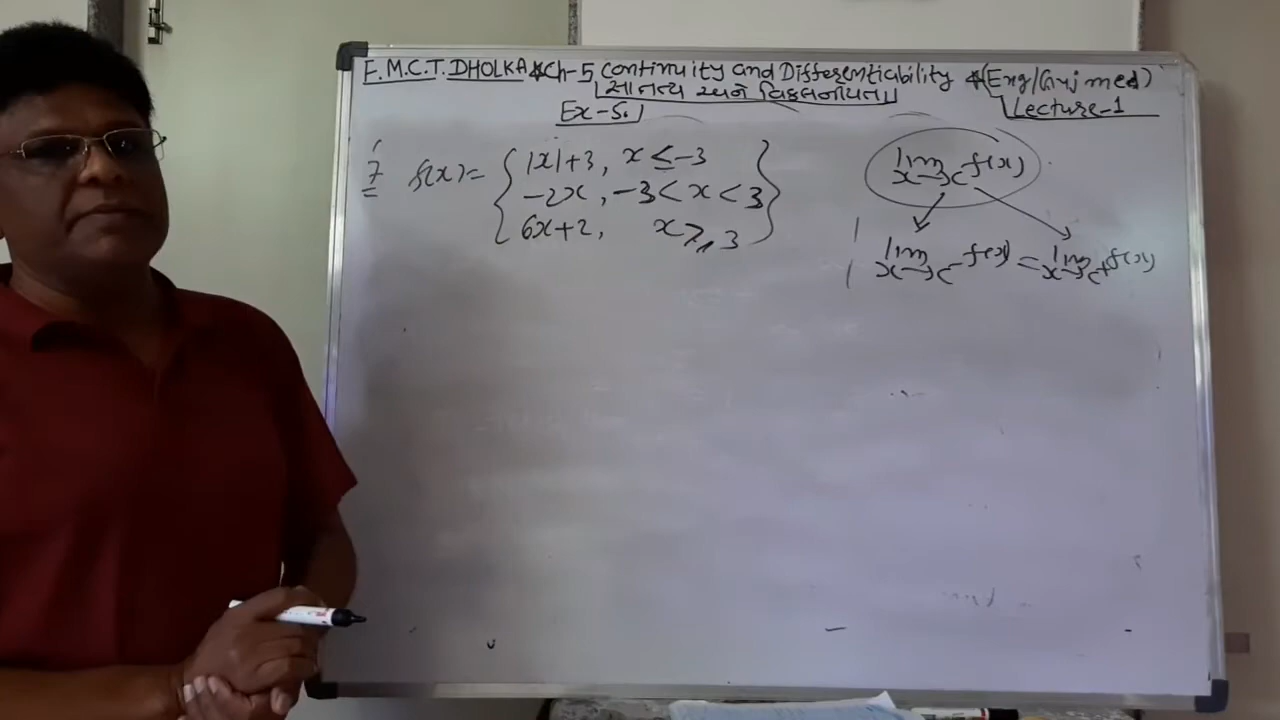 F.M.C.T. DHOLKA * Ch-5 Continuity and Differentiability * (Eng/Guj med)
સાતત્ય અને વિકલનીયતા
Lecture-1
Ex-5.1
7 f(x) = { |x|+3, x ≤ -3
-2x, -3 < x < 3
6x+2, x ≥ 3 }
lim x→c f(x)
lim x→c⁻ f(x) = lim x→c⁺ f(x)